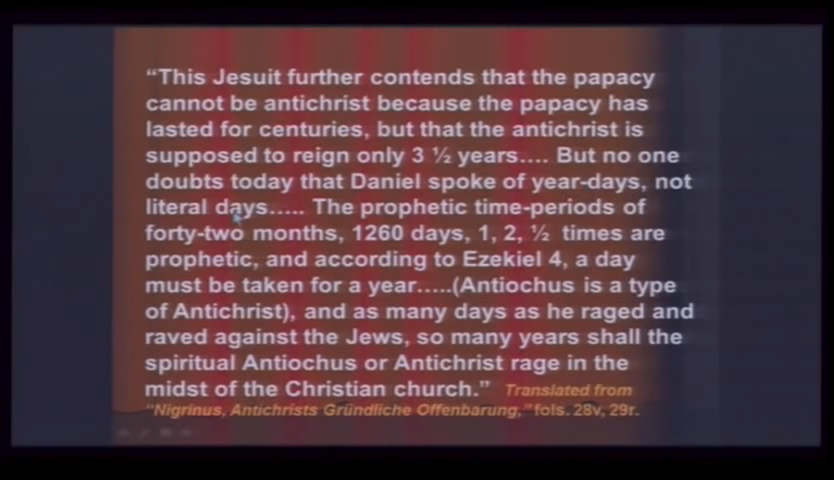 “This Jesuit further contends that the papacy
cannot be antichrist because the papacy has
lasted for centuries, but that the antichrist is
supposed to reign only 3 ½ years.... But no one
doubts today that Daniel spoke of year-days, not
literal days..... The prophetic time-periods of
forty-two months, 1260 days, 1, 2, ½ times are
prophetic, and according to Ezekiel 4, a day
must be taken for a year.....(Antiochus is a type
of Antichrist), and as many days as he raged and
raved against the Jews, so many years shall the
spiritual Antiochus or Antichrist rage in the
midst of the Christian church.” Translated from
“Nigrinus, Antichrists Gründliche Offenbarung,” fols. 28v, 29r.